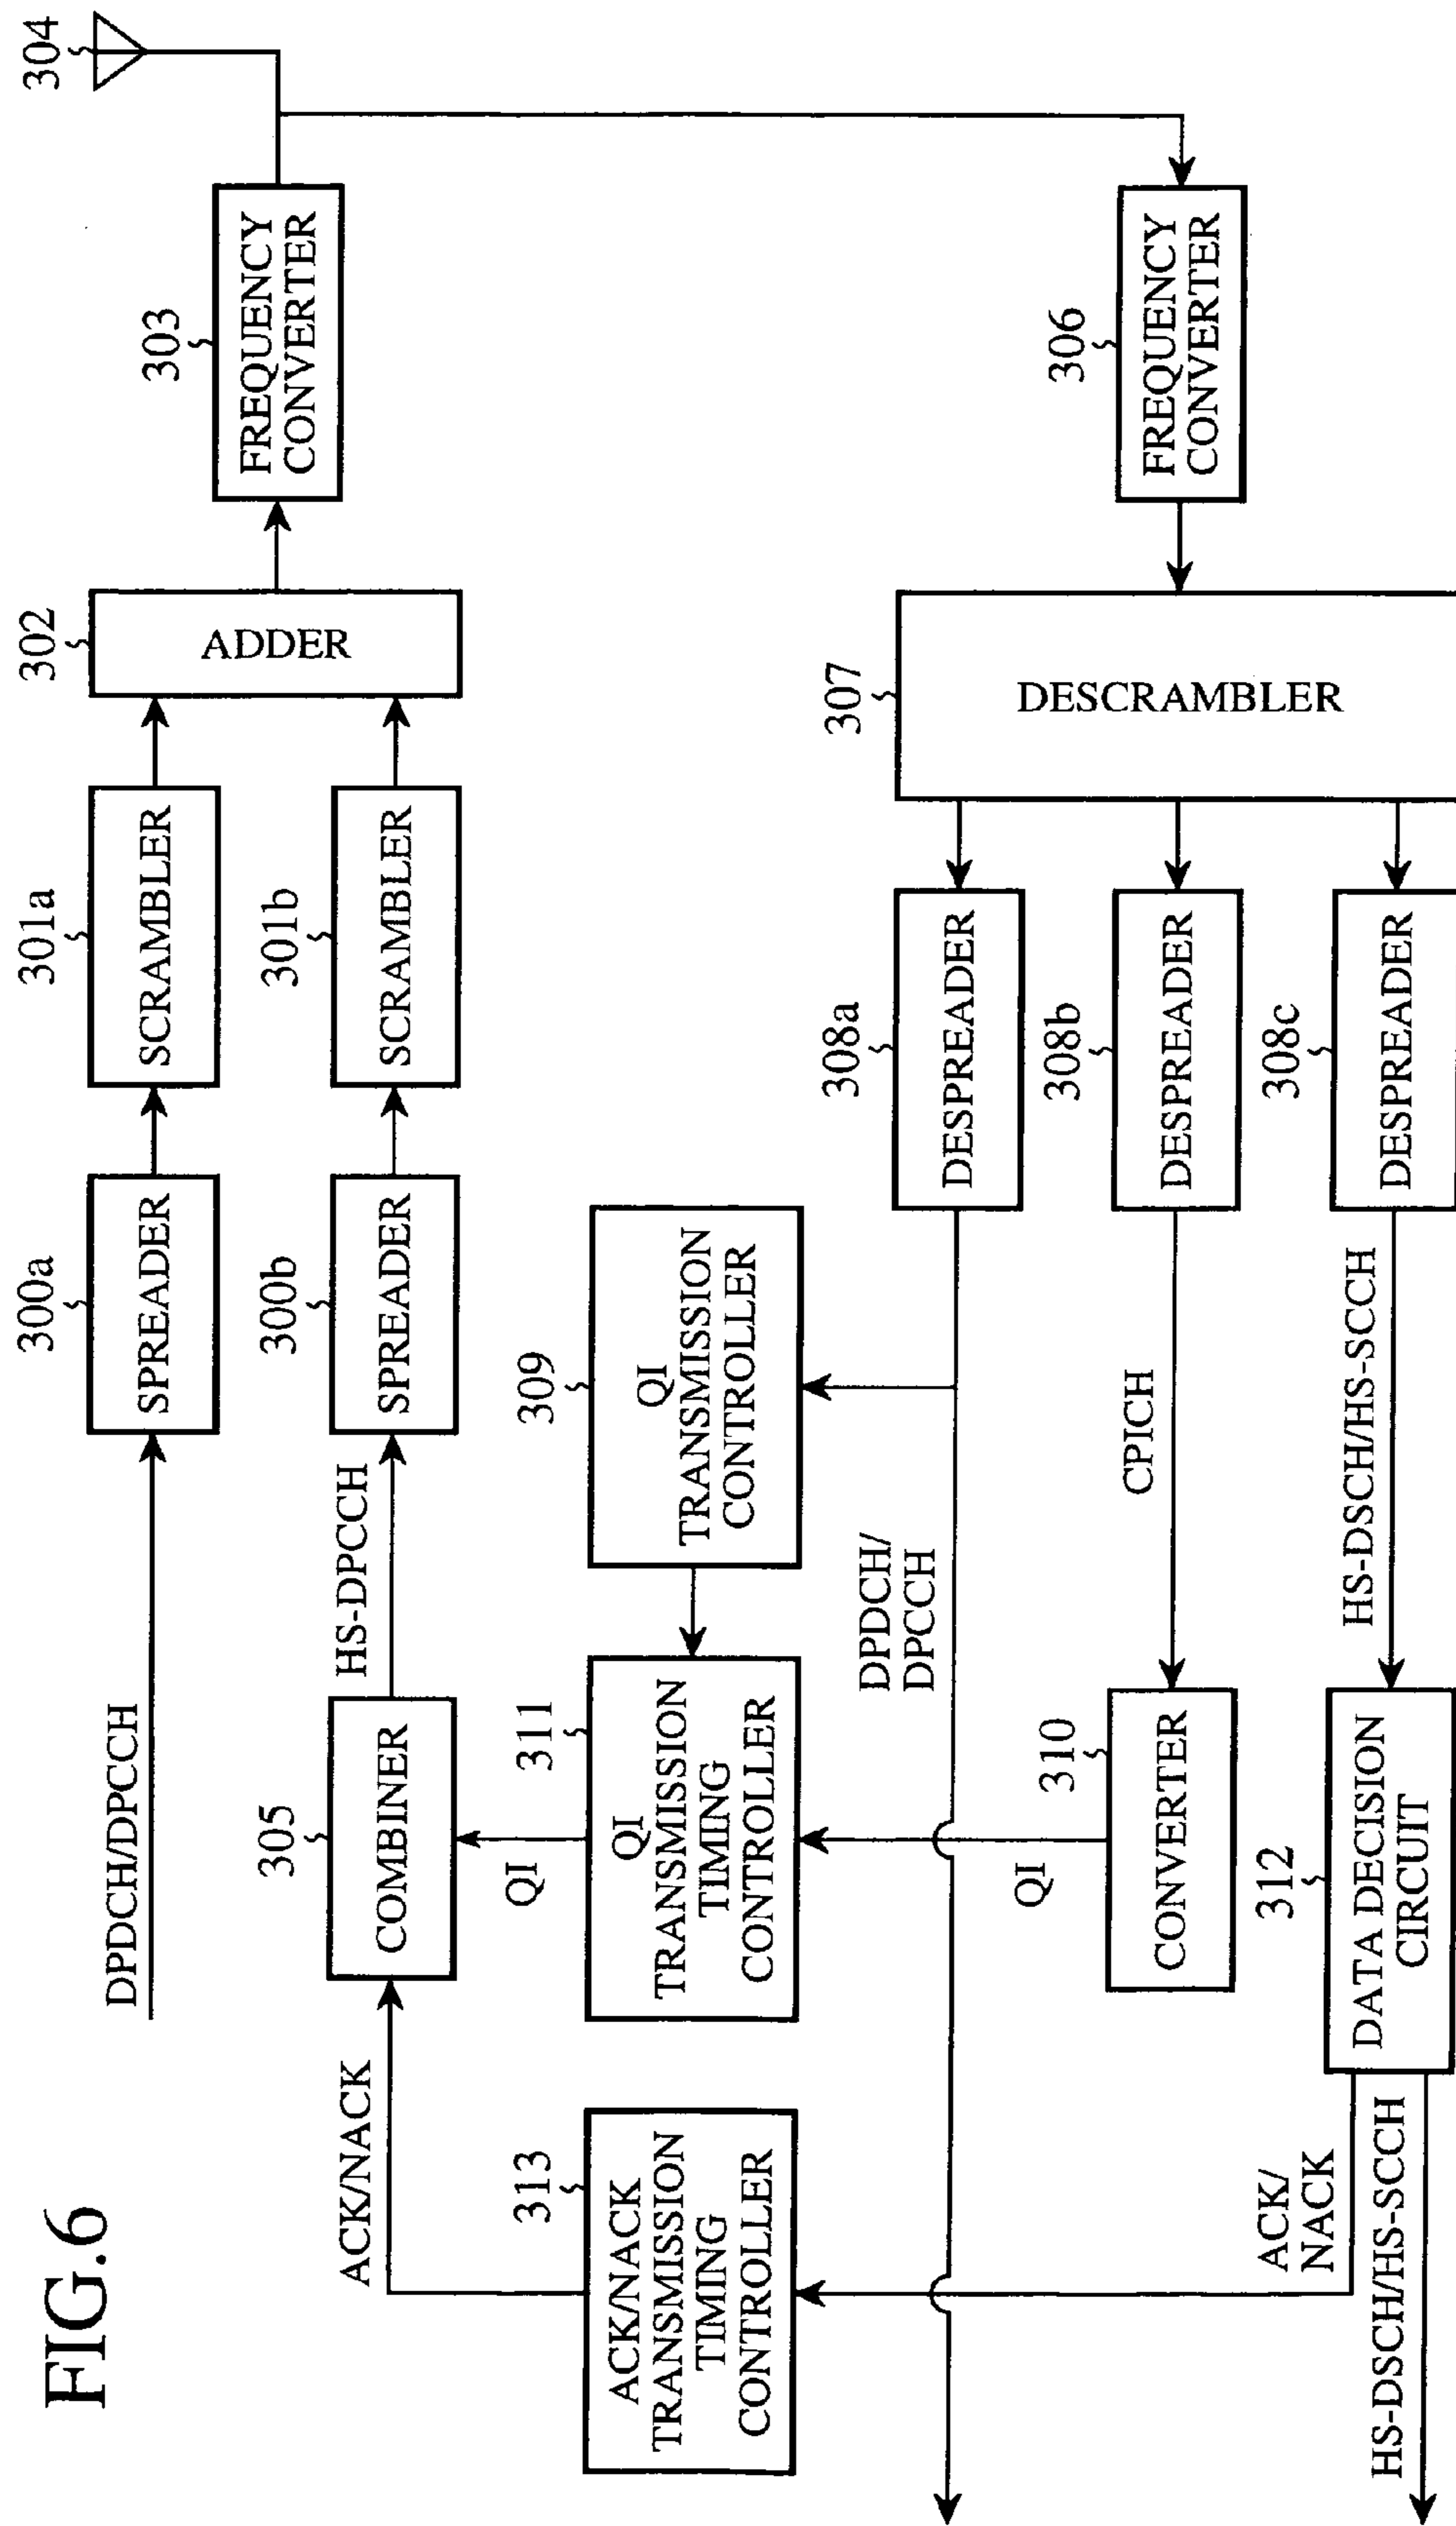 FIG.6
DPDCH/DPCCH
300a
SPREADER
301a
SCRAMBLER
302
ADDER
303
FREQUENCY
CONVERTER
304
ACK/NACK
305
COMBINER
HS-DPCCH
300b
SPREADER
301b
SCRAMBLER
QI
313
ACK/NACK
TRANSMISSION
TIMING
CONTROLLER
311
QI
TRANSMISSION
TIMING
CONTROLLER
309
QI
TRANSMISSION
CONTROLLER
DPDCH/
DPCCH
308a
DESPREADER
307
DESCRAMBLER
306
FREQUENCY
CONVERTER
QI
310
CONVERTER
CPICH
308b
DESPREADER
ACK/
NACK
312
DATA DECISION
CIRCUIT
HS-DSCH/HS-SCCH
308c
DESPREADER
HS-DSCH/HS-SCCH